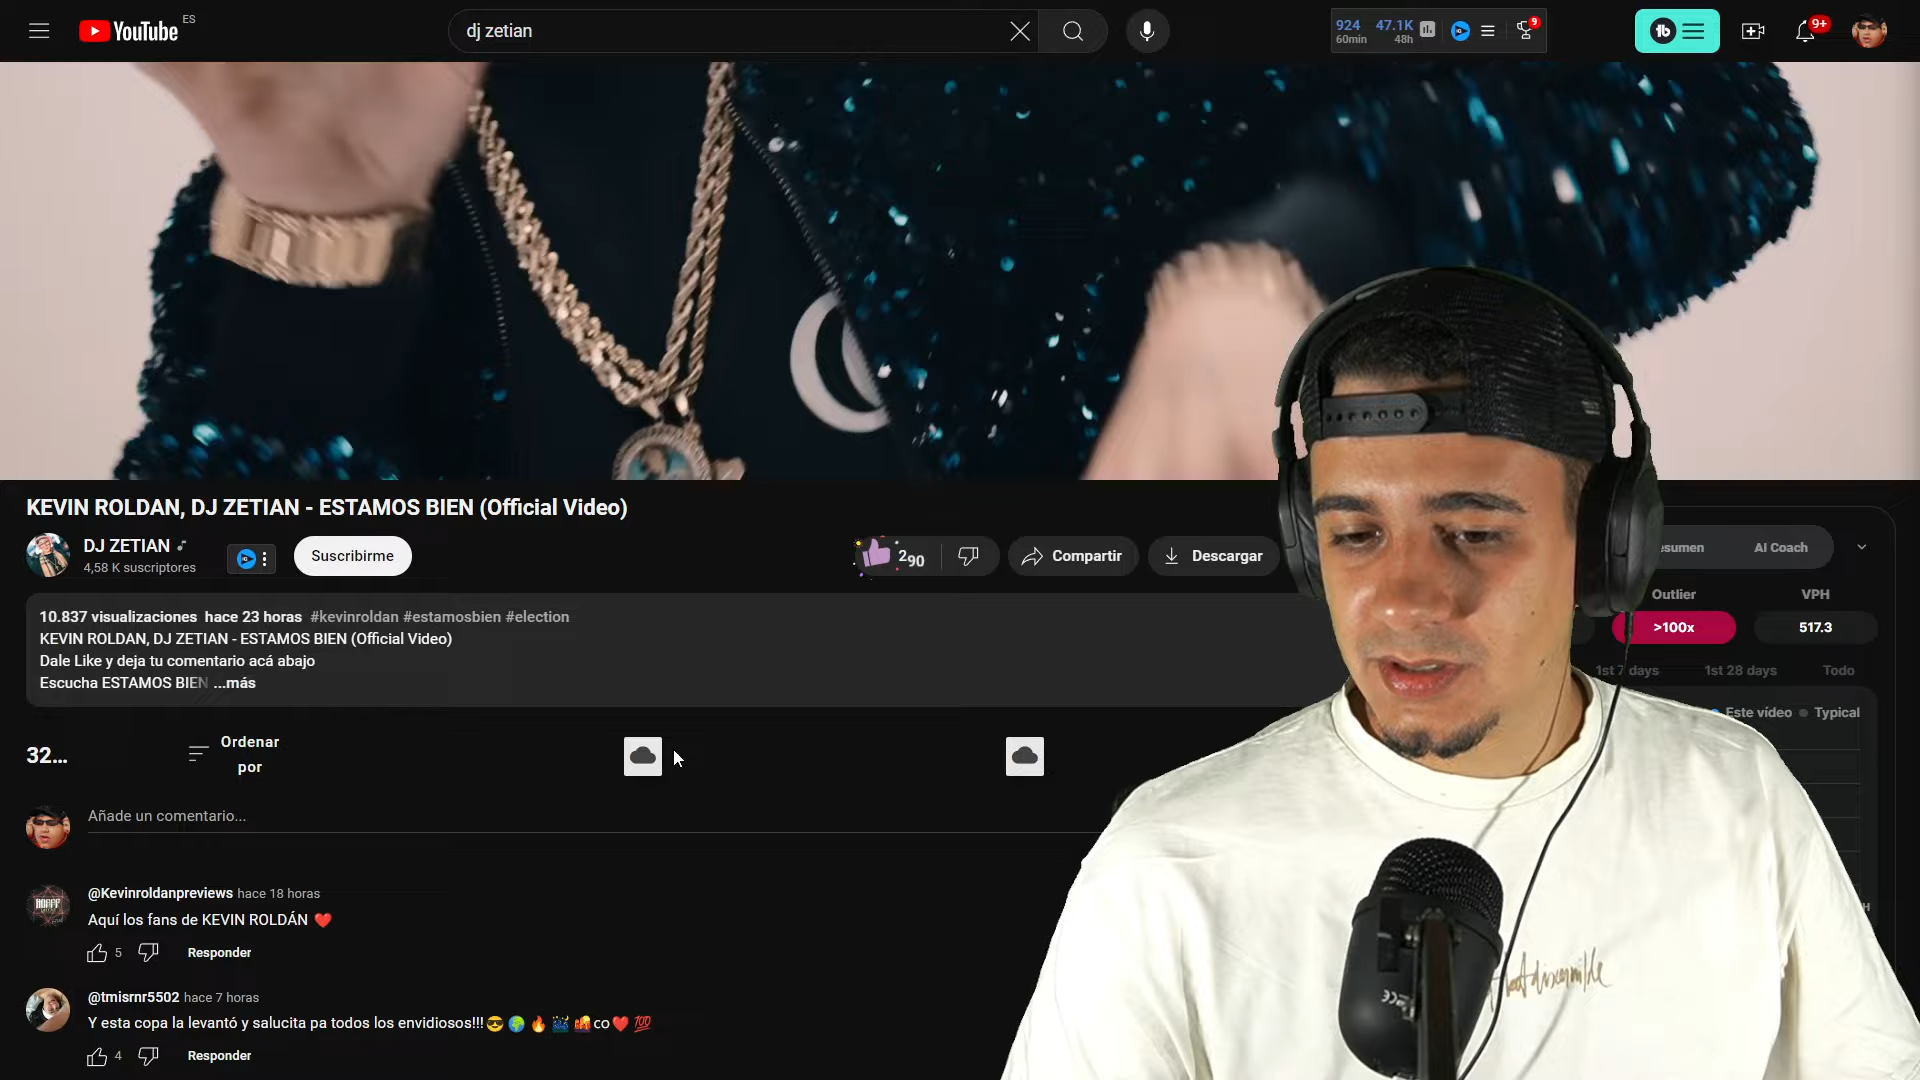 YouTube ES
dj zetian
924 47.1K
60min 48h
9
9+
KEVIN ROLDAN, DJ ZETIAN - ESTAMOS BIEN (Official Video)
DJ ZETIAN
4,58 K suscriptores
Suscribirme
290
Compartir
Descargar
10.837 visualizaciones hace 23 horas #kevinroldan #estamosbien #election
KEVIN ROLDAN, DJ ZETIAN - ESTAMOS BIEN (Official Video)
Dale Like y deja tu comentario acá abajo
Escucha ESTAMOS BIEN ...más
AI Coach
Outlier VPH
>100x 517.3
1st 7 days 1st 28 days Todo
Este vídeo Typical
32...
Ordenar
por
Añade un comentario...
@Kevinroldanpreviews hace 18 horas
Aquí los fans de KEVIN ROLDÁN ❤️
5 Responder
@tmisrnr5502 hace 7 horas
Y esta copa la levantó y salucita pa todos los envidiosos!!!😎🌍🔥🎇🌇co❤️💯
4 Responder